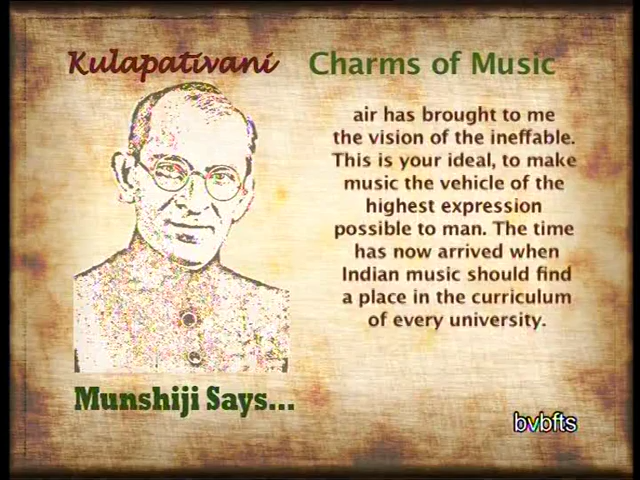 Kulapativani Charms of Music
air has brought to me
the vision of the ineffable.
This is your ideal, to make
music the vehicle of the
highest expression
possible to man. The time
has now arrived when
Indian music should find
a place in the curriculum
of every university.
Munshiji Says...
bvbfts